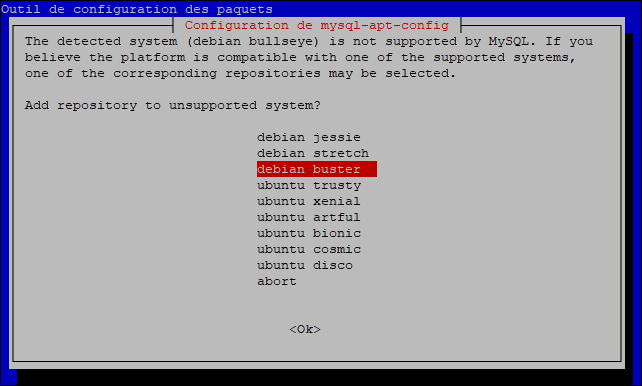 Outil de configuration des paquets
Configuration de mysql-apt-config
The detected system (debian bullseye) is not supported by MySQL. If you
believe the platform is compatible with one of the supported systems,
one of the corresponding repositories may be selected.
Add repository to unsupported system?
debian jessie
debian stretch
debian buster
ubuntu trusty
ubuntu xenial
ubuntu artful
ubuntu bionic
ubuntu cosmic
ubuntu disco
abort
<Ok>